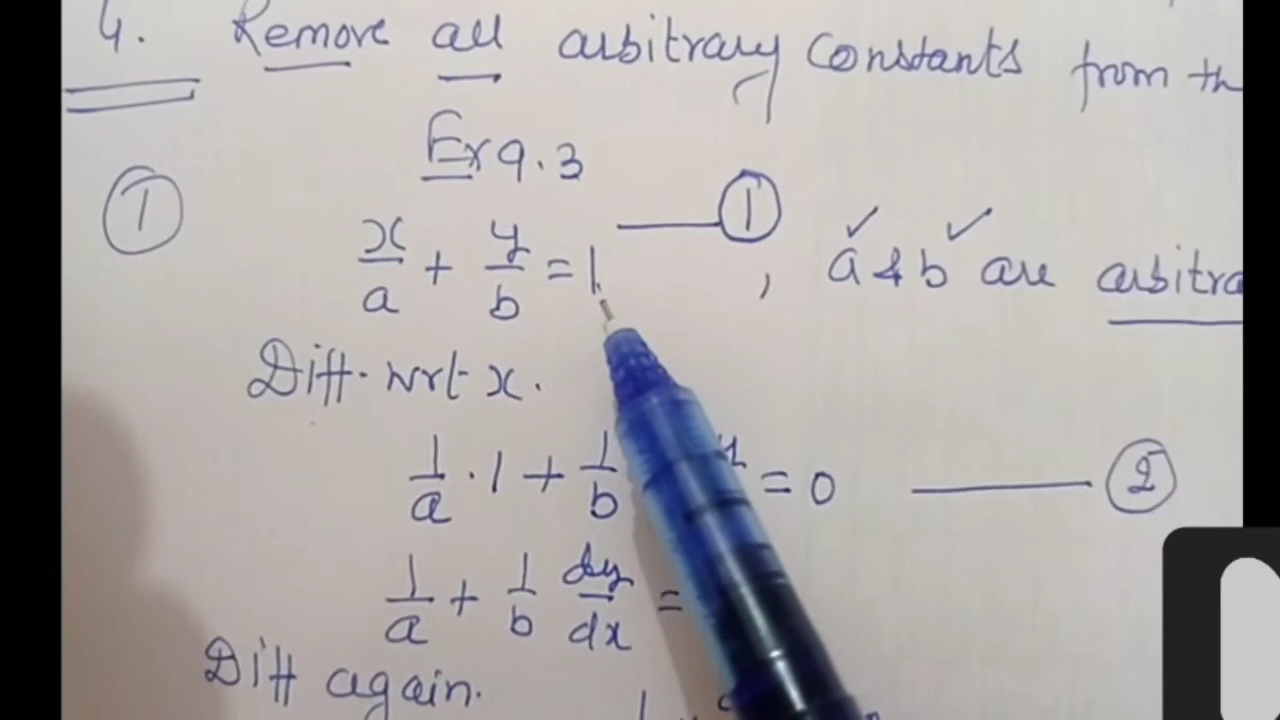 4. Remove all arbitrary constants from th
Ex 9.3
① x/a + y/b = 1 ——— ① , a & b are arbitra
Diff. wrt x.
1/a · 1 + 1/b = 0 ——— ②
1/a + 1/b dy/dx =
Diff again.